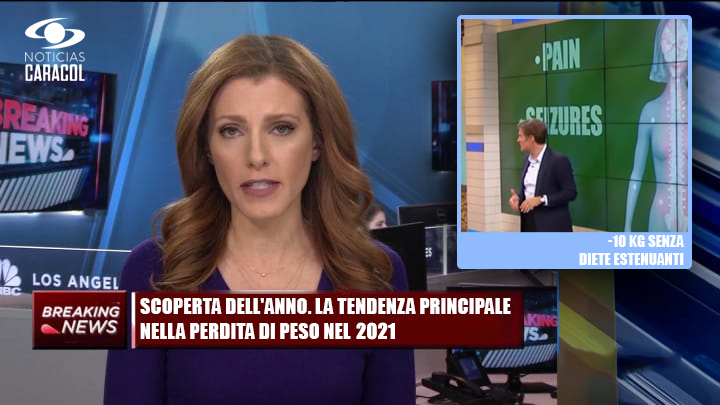 NOTICIAS
CARACOL
BREAKING
NEWS
• PAIN
SEIZURES
-10 KG SENZA
DIETE ESTENUANTI
NBC
LOS ANGEL
BREAKING
NEWS
SCOPERTA DELL'ANNO. LA TENDENZA PRINCIPALE
NELLA PERDITA DI PESO NEL 2021